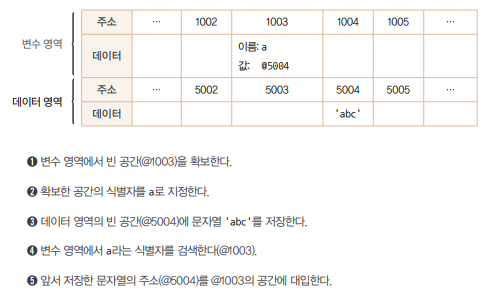 주소 ··· 1002 1003 1004 1005 ···
변수 영역
데이터
이름: a
값: @5004
데이터 영역
주소 ··· 5002 5003 5004 5005 ···
데이터 'abc'
❶ 변수 영역에서 빈 공간(@1003)을 확보한다.
❷ 확보한 공간의 식별자를 a로 지정한다.
❸ 데이터 영역의 빈 공간(@5004)에 문자열 'abc'를 저장한다.
❹ 변수 영역에서 a라는 식별자를 검색한다(@1003).
❺ 앞서 저장한 문자열의 주소(@5004)를 @1003의 공간에 대입한다.